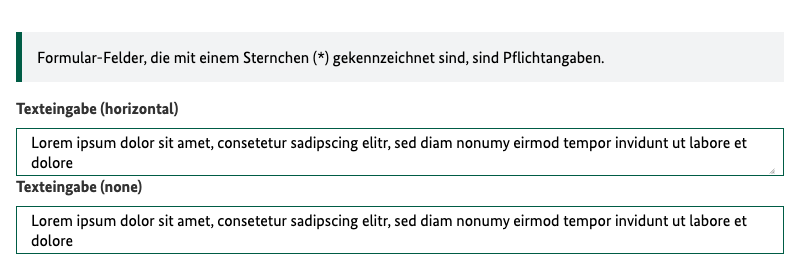 Formular-Felder, die mit einem Sternchen (*) gekennzeichnet sind, sind Pflichtangaben.
Texteingabe (horizontal)
Lorem ipsum dolor sit amet, consetetur sadipscing elitr, sed diam nonumy eirmod tempor invidunt ut labore et
dolore
Texteingabe (none)
Lorem ipsum dolor sit amet, consetetur sadipscing elitr, sed diam nonumy eirmod tempor invidunt ut labore et
dolore